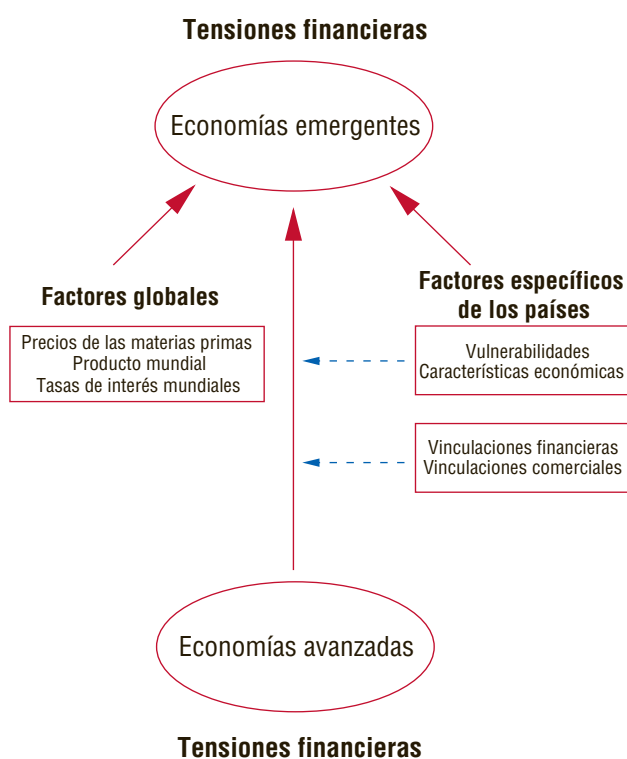 Tensiones financieras
Economías emergentes
Factores globales
Precios de las materias primas
Producto mundial
Tasas de interés mundiales
Factores específicos
de los países
Vulnerabilidades
Características económicas
Vinculaciones financieras
Vinculaciones comerciales
Economías avanzadas
Tensiones financieras